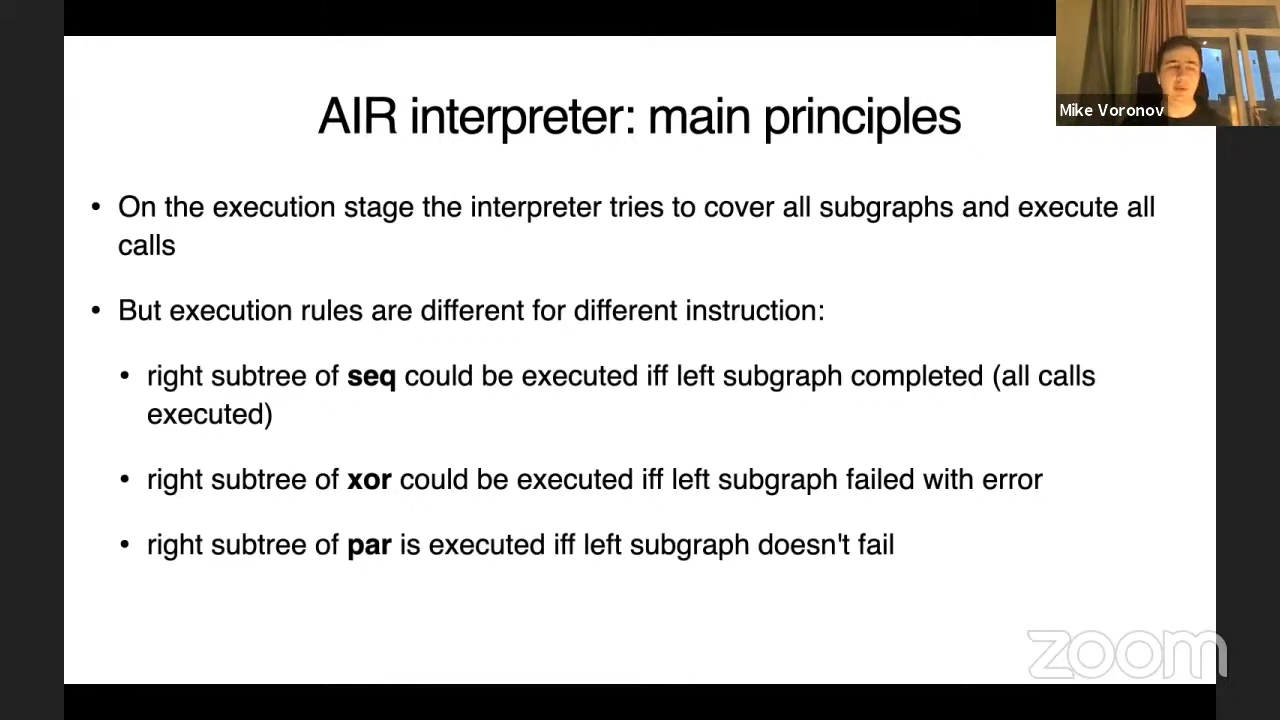 AIR interpreter: main principles
Mike Voronov
• On the execution stage the interpreter tries to cover all subgraphs and execute all
calls
• But execution rules are different for different instruction:
• right subtree of seq could be executed iff left subgraph completed (all calls
executed)
• right subtree of xor could be executed iff left subgraph failed with error
• right subtree of par is executed iff left subgraph doesn't fail
zoom